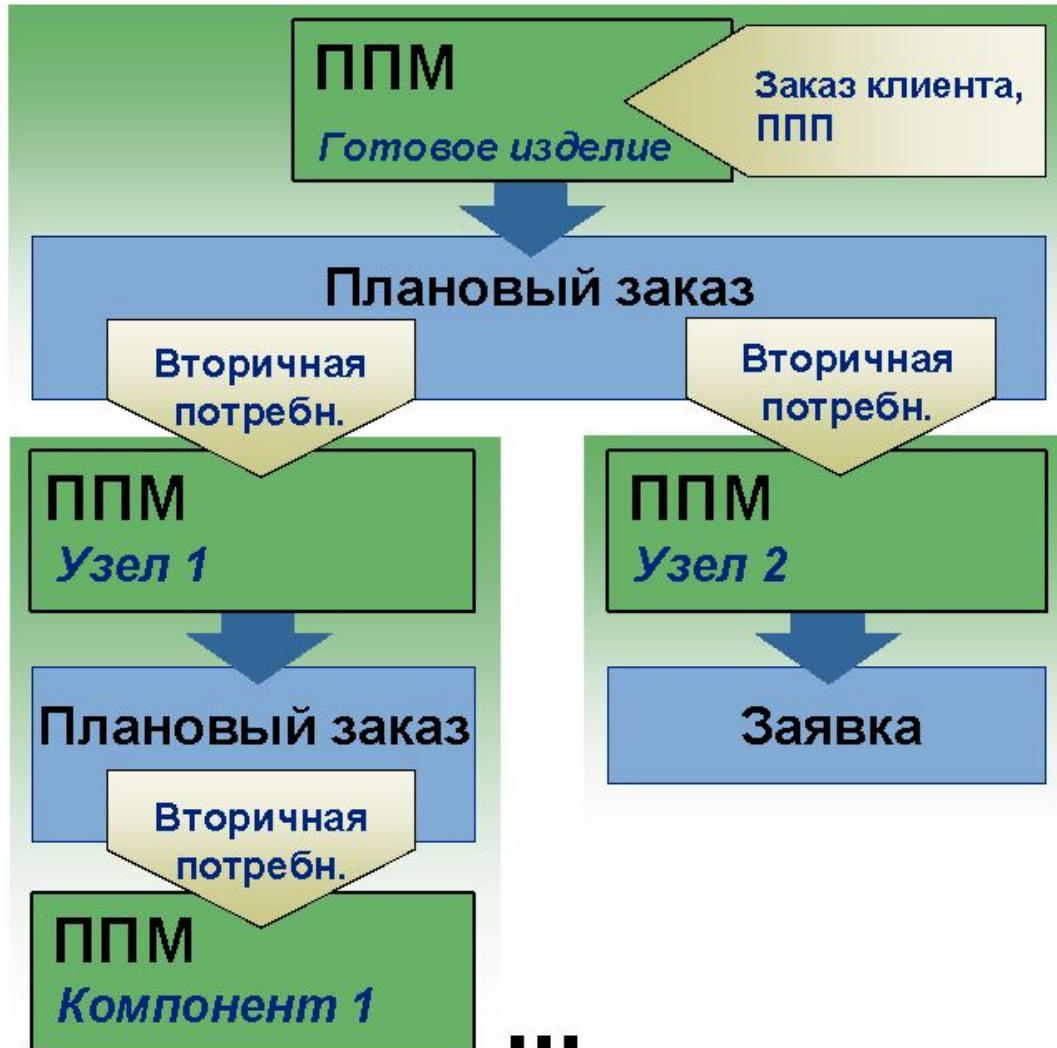 ППМ
Готовое изделие
Заказ клиента,
ППП
Плановый заказ
Вторичная
потребн.
Вторичная
потребн.
ППМ
Узел 1
ППМ
Узел 2
Плановый заказ
Заявка
Вторичная
потребн.
ППМ
Компонент 1
...